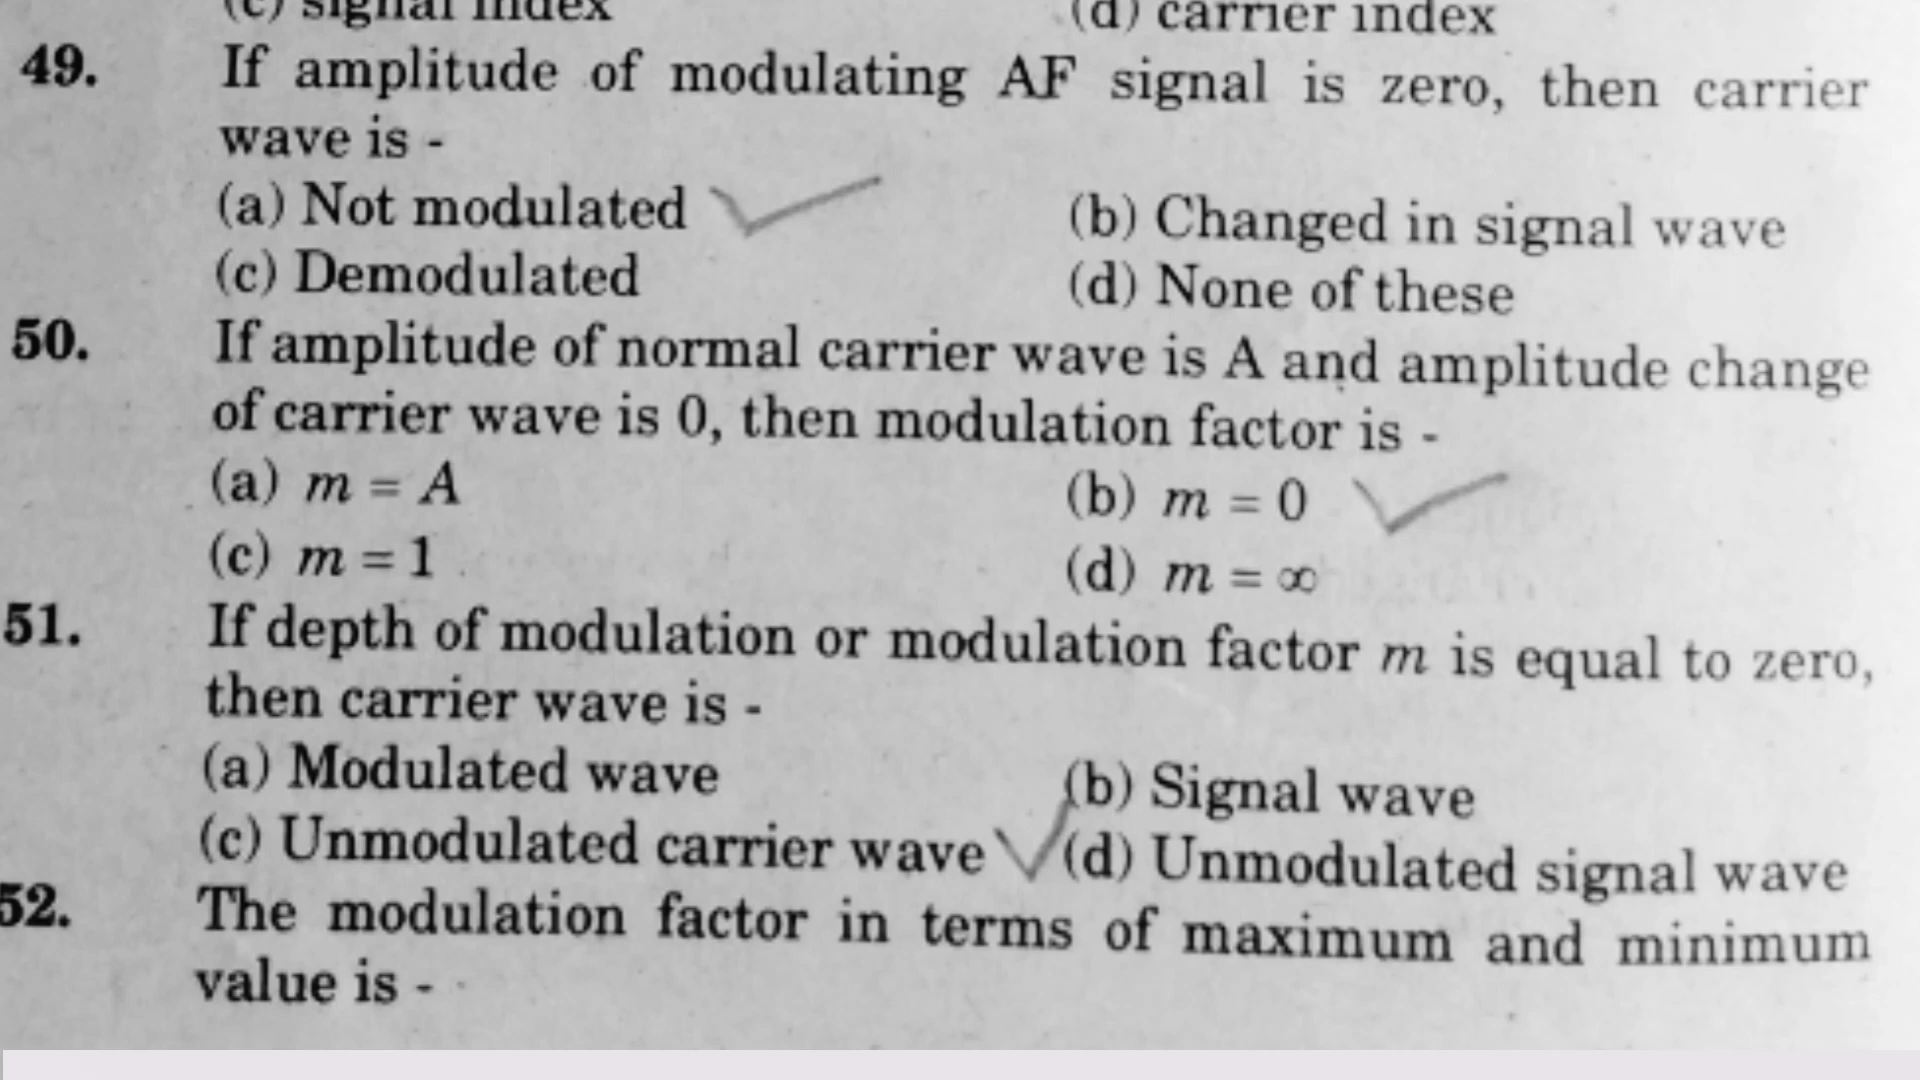 (c) signal index (d) carrier index
49. If amplitude of modulating AF signal is zero, then carrier
wave is -
(a) Not modulated (b) Changed in signal wave
(c) Demodulated (d) None of these
50. If amplitude of normal carrier wave is A and amplitude change
of carrier wave is 0, then modulation factor is -
(a) m = A (b) m = 0
(c) m = 1 (d) m = ∞
51. If depth of modulation or modulation factor m is equal to zero,
then carrier wave is -
(a) Modulated wave (b) Signal wave
(c) Unmodulated carrier wave (d) Unmodulated signal wave
52. The modulation factor in terms of maximum and minimum
value is -